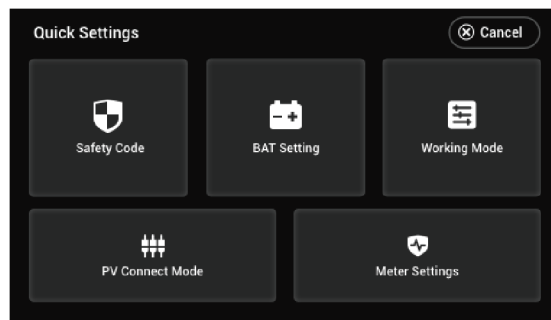 Quick Settings
Cancel
Safety Code
BAT Setting
Working Mode
PV Connect Mode
Meter Settings